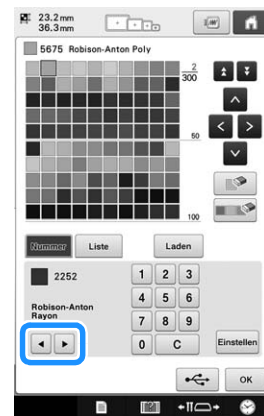 23.2mm
36.3mm
5675 Robison-Anton Poly
2
300
50
100
Nummer Liste Laden
2252
Robison-Anton
Rayon
1 2 3
4 5 6
7 8 9
0 C
Einstellen
OK